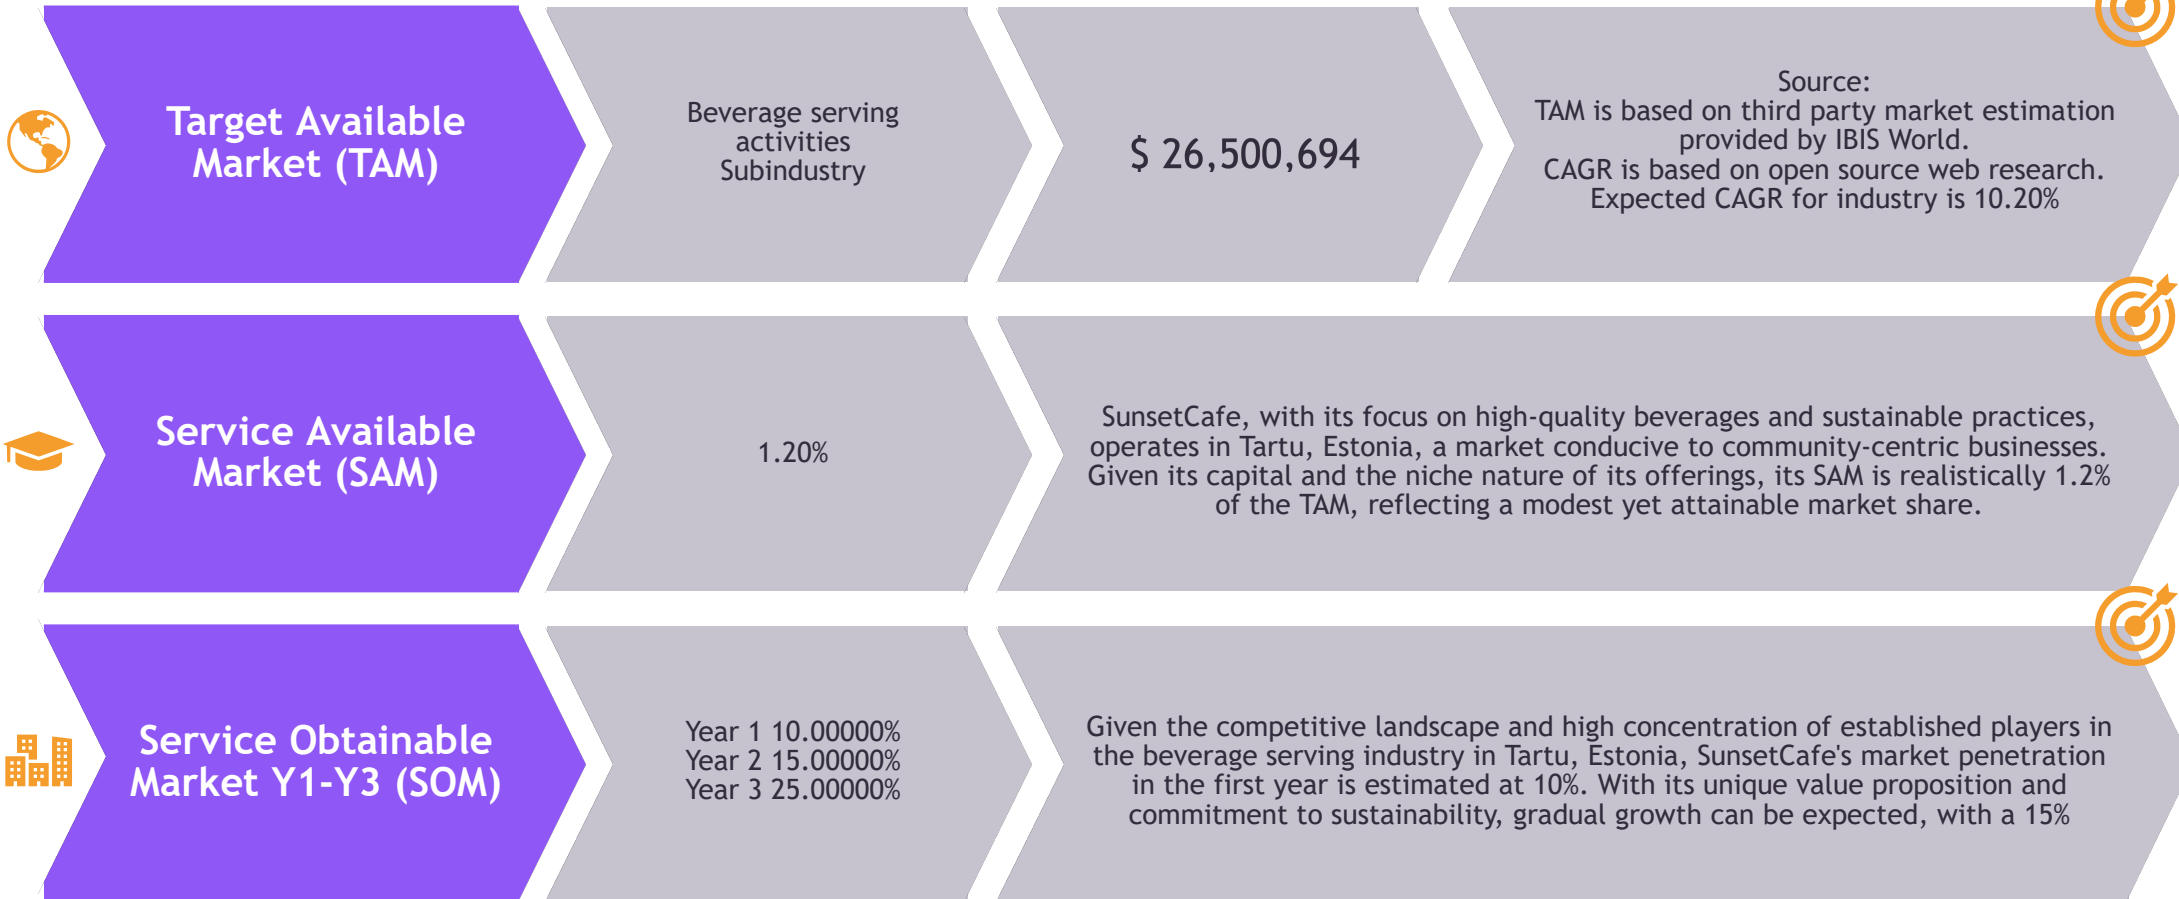 Target Available
Market (TAM)
Beverage serving
activities
Subindustry
$ 26,500,694
Source:
TAM is based on third party market estimation
provided by IBIS World.
CAGR is based on open source web research.
Expected CAGR for industry is 10.20%
Service Available
Market (SAM)
1.20%
SunsetCafe, with its focus on high-quality beverages and sustainable practices,
operates in Tartu, Estonia, a market conducive to community-centric businesses.
Given its capital and the niche nature of its offerings, its SAM is realistically 1.2%
of the TAM, reflecting a modest yet attainable market share.
Service Obtainable
Market Y1-Y3 (SOM)
Year 1 10.00000%
Year 2 15.00000%
Year 3 25.00000%
Given the competitive landscape and high concentration of established players in
the beverage serving industry in Tartu, Estonia, SunsetCafe's market penetration
in the first year is estimated at 10%. With its unique value proposition and
commitment to sustainability, gradual growth can be expected, with a 15%